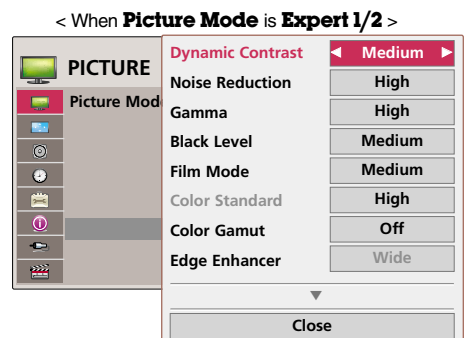 < When Picture Mode is Expert 1/2 >
PICTURE
Picture Mod
Dynamic Contrast ◄ Medium ►
Noise Reduction High
Gamma High
Black Level Medium
Film Mode Medium
Color Standard High
Color Gamut Off
Edge Enhancer Wide
▼
Close